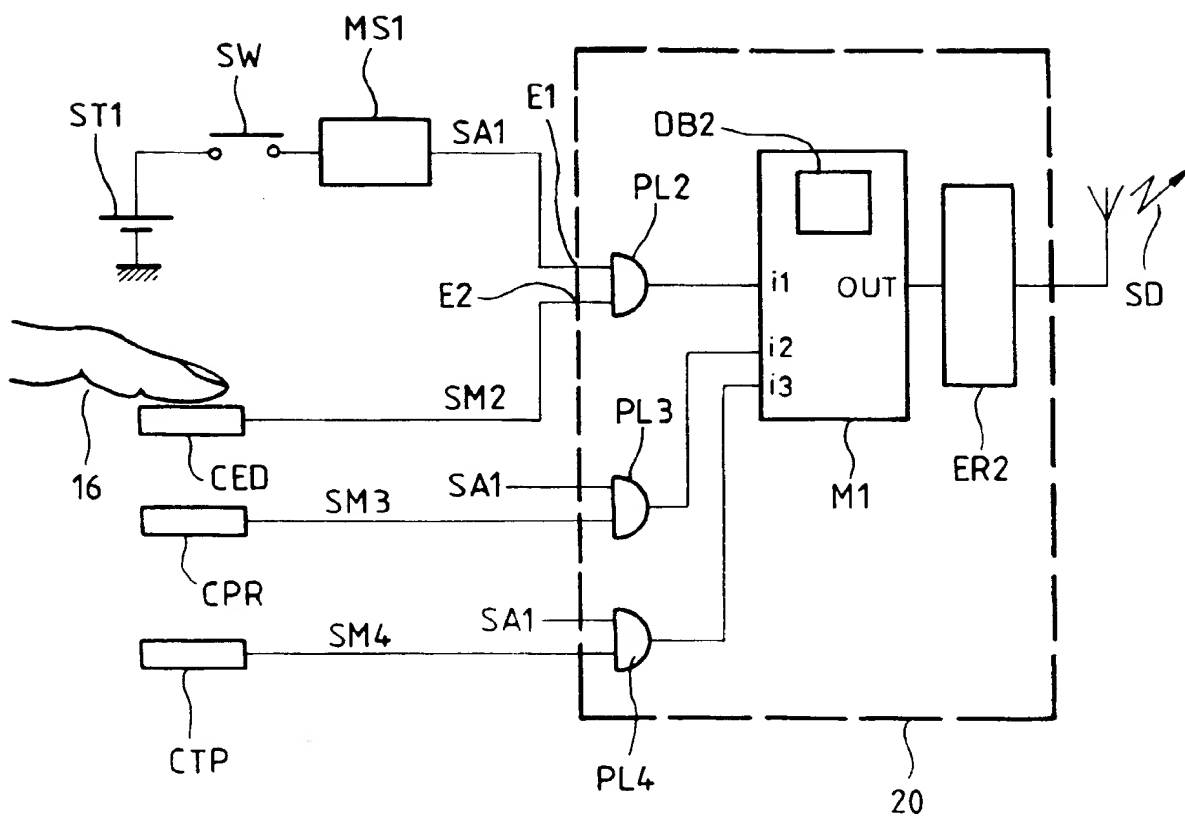 MS1
SW
ST1
SA1
E1
DB2
PL2
i1
OUT
E2
SD
i2
i3
SM2
PL3
16
CED
SA1
M1
ER2
SM3
CPR
SA1
SM4
CTP
PL4
20